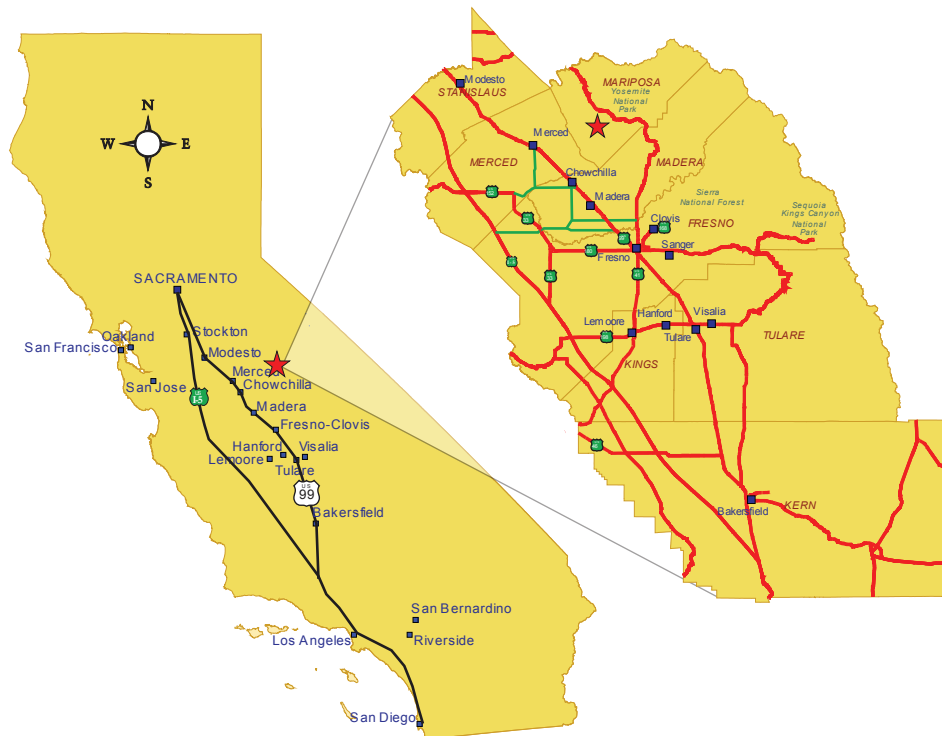 N
W E
S
SACRAMENTO
Stockton
Oakland
San Francisco
Modesto
Merced
San Jose
Chowchilla
US
I-5
Madera
Fresno-Clovis
Hanford
Visalia
Lemoore
Tulare
US
99
Bakersfield
San Bernardino
Los Angeles
Riverside
San Diego
Modesto
STANISLAUS
MARIPOSA
Yosemite
National
Park
Merced
MERCED
MADERA
Chowchilla
Madera
Sierra
National Forest
Sequoia
Kings Canyon
National
Park
Clovis
FRESNO
Fresno
Sanger
Lemoore
Hanford
Visalia
Tulare
TULARE
KINGS
Bakersfield
KERN